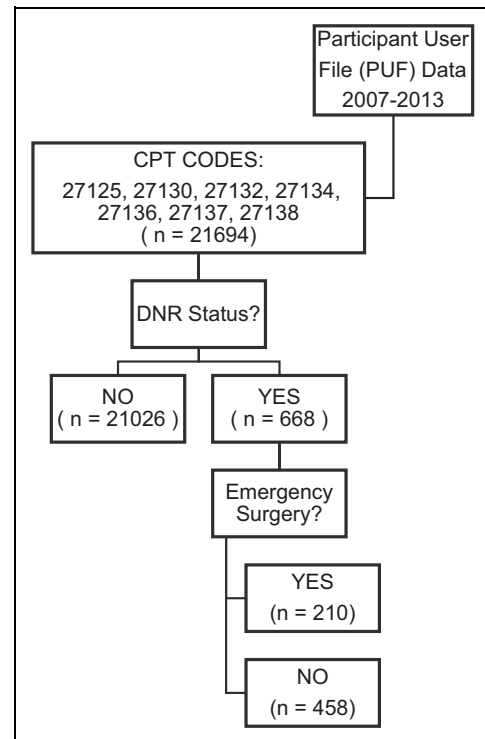 Participant User
File (PUF) Data
2007-2013
CPT CODES:
27125, 27130, 27132, 27134,
27136, 27137, 27138
( n = 21694)
DNR Status?
NO
( n = 21026 )
YES
( n = 668 )
Emergency
Surgery?
YES
(n = 210)
NO
(n = 458)